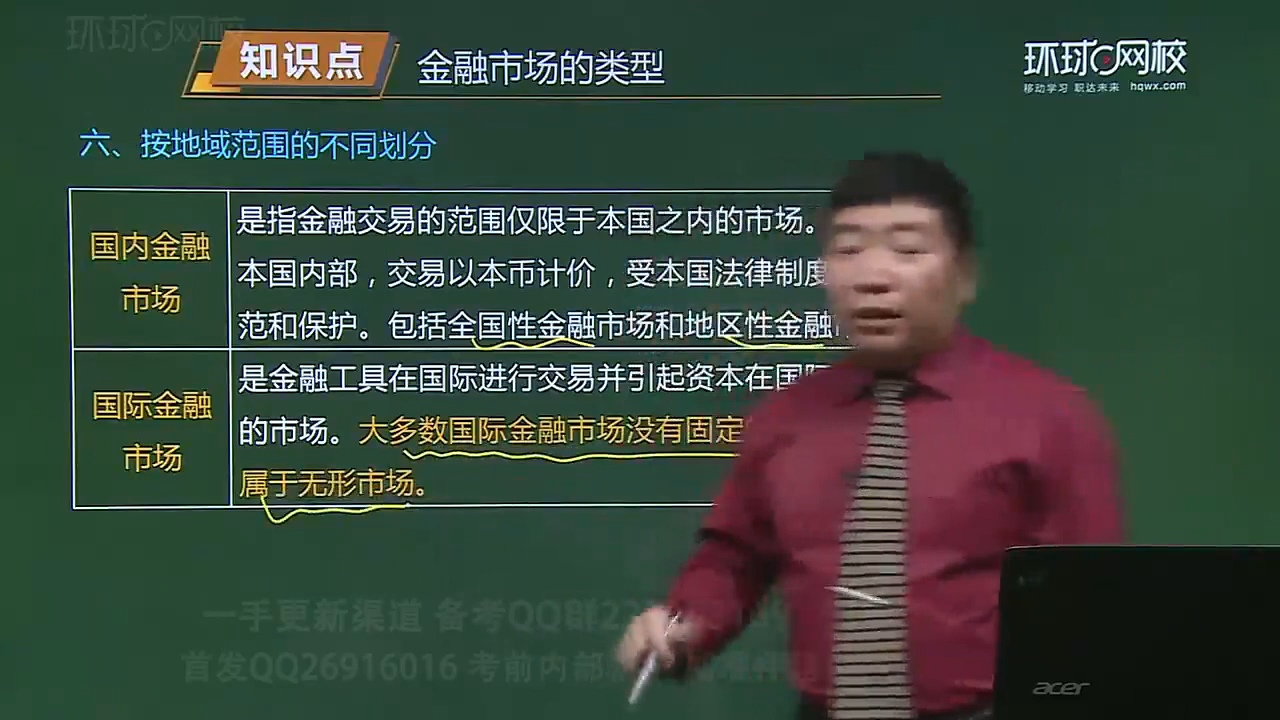 环球网校
知识点
金融市场的类型
环球网校
移动学习 职达未来 hqwx.com
六、按地域范围的不同划分
国内金融
市场
是指金融交易的范围仅限于本国之内的市场。
本国内部，交易以本币计价，受本国法律制度
范和保护。包括全国性金融市场和地区性金融
国际金融
市场
是金融工具在国际进行交易并引起资本在国际
的市场。大多数国际金融市场没有固定
属于无形市场。
一手更新渠道 备考QQ群
首发QQ26916016 考前内部
acer